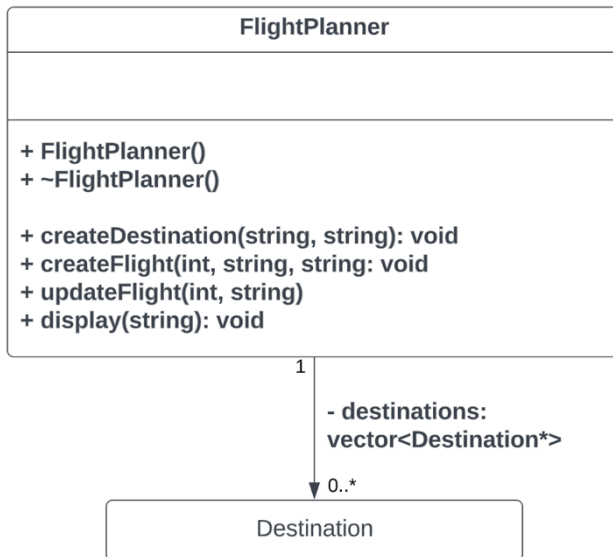 FlightPlanner
+ FlightPlanner()
+ ~FlightPlanner()
+ createDestination(string, string): void
+ createFlight(int, string, string: void
+ updateFlight(int, string)
+ display(string): void
1
- destinations:
vector<Destination*>
0..*
Destination